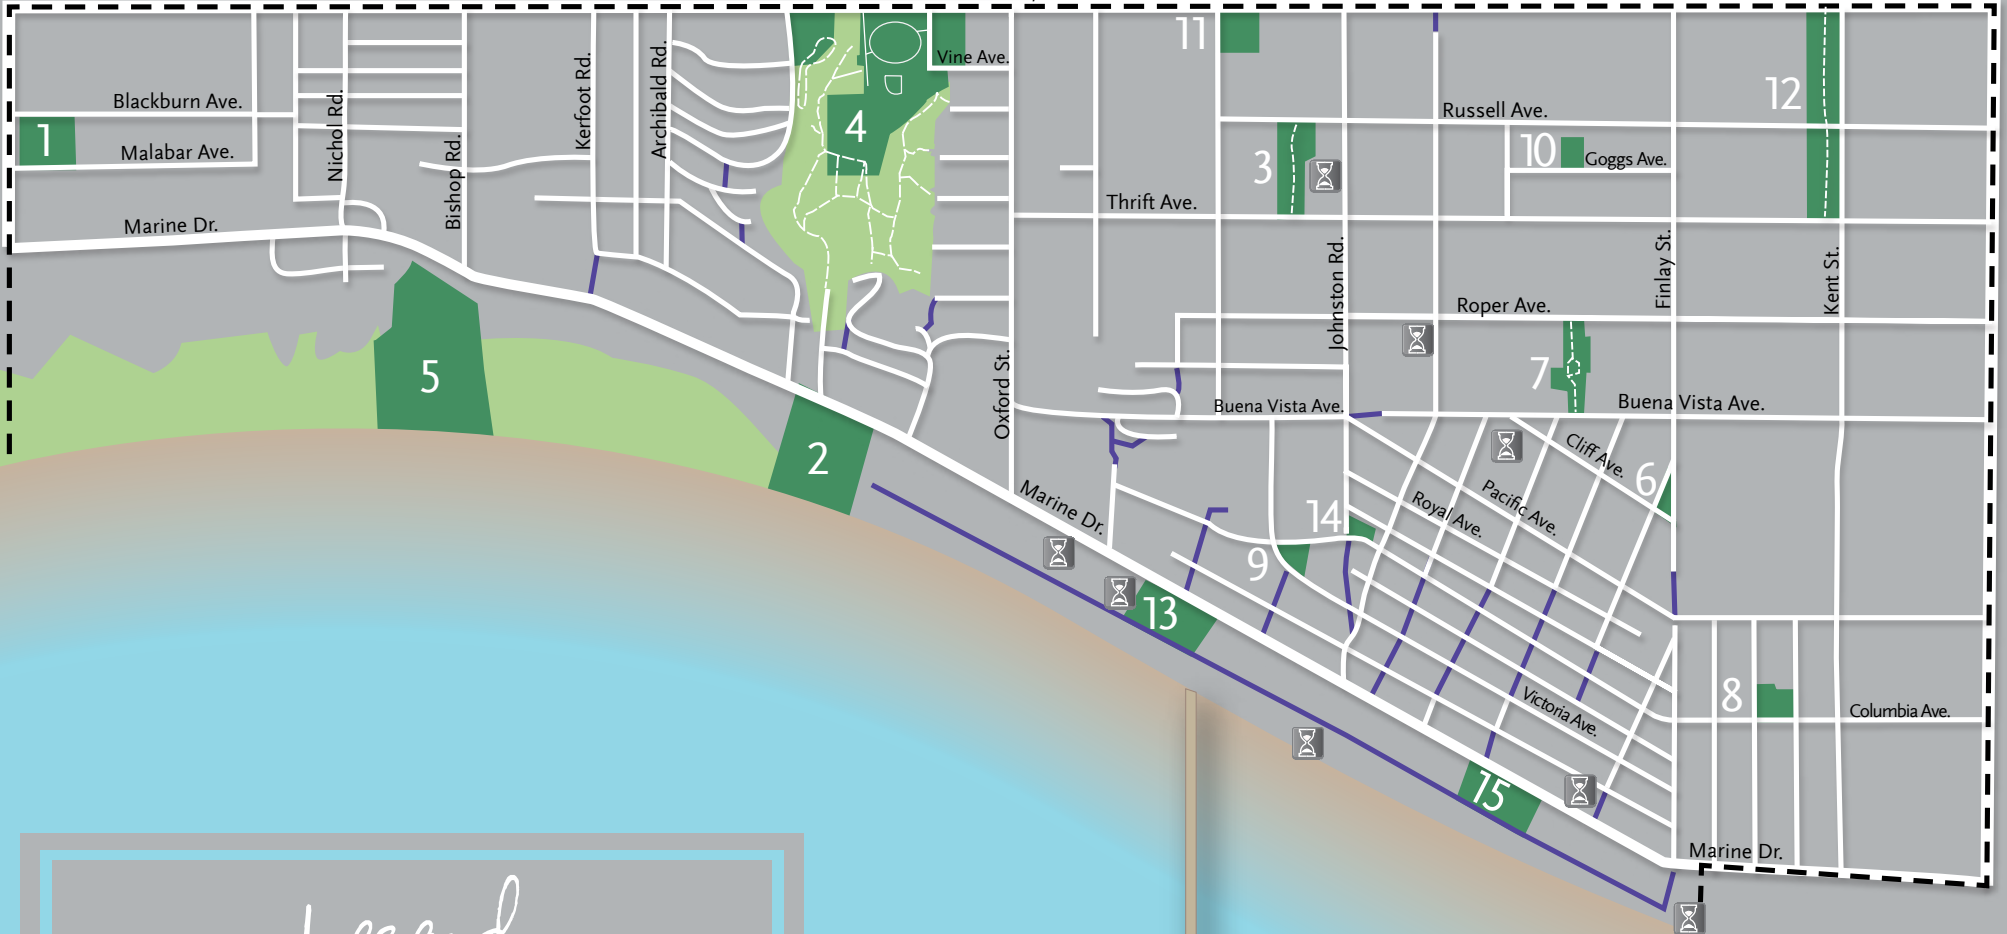 11
Vine Ave.
12
Blackburn Ave.
Nichol Rd.
Kerfoot Rd.
Archibald Rd.
Russell Ave.
1
Malabar Ave.
Bishop Rd.
4
3
10
Goggs Ave.
Marine Dr.
Thrift Ave.
Johnston Rd.
Finlay St.
Kent St.
Roper Ave.
5
7
Oxford St.
Buena Vista Ave.
Buena Vista Ave.
2
Cliff Ave.
6
Marine Dr.
Pacific Ave.
Royal Ave.
14
9
13
8
Victoria Ave.
Columbia Ave.
15
Marine Dr.
Legend